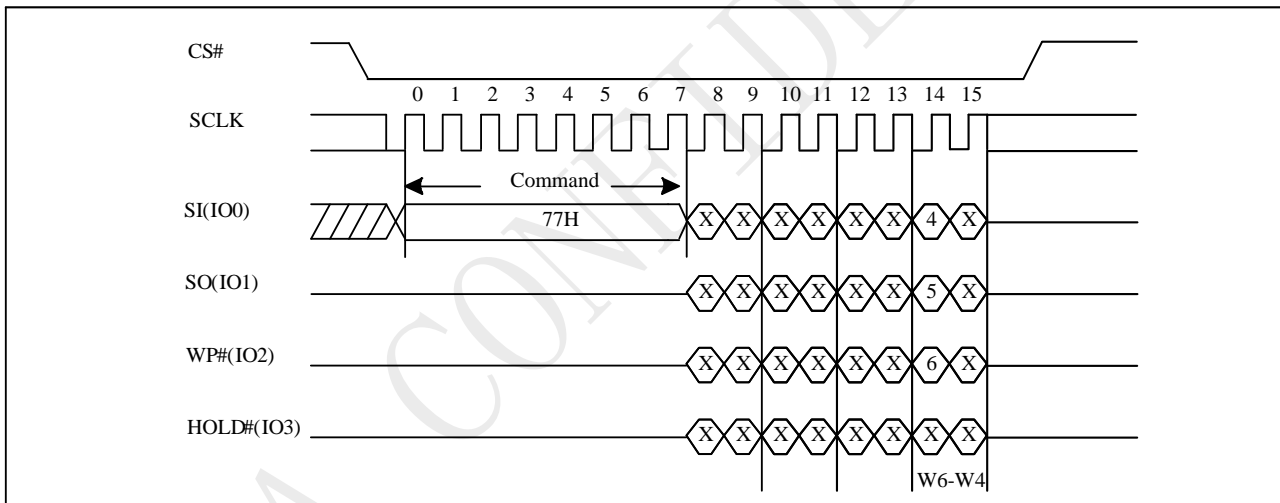 CS#
0 1 2 3 4 5 6 7 8 9 10 11 12 13 14 15
SCLK
Command
SI(IO0) 77H X X X X X X 4 X
SO(IO1) X X X X X X 5 X
WP#(IO2) X X X X X X 6 X
HOLD#(IO3) X X X X X X X X
W6-W4